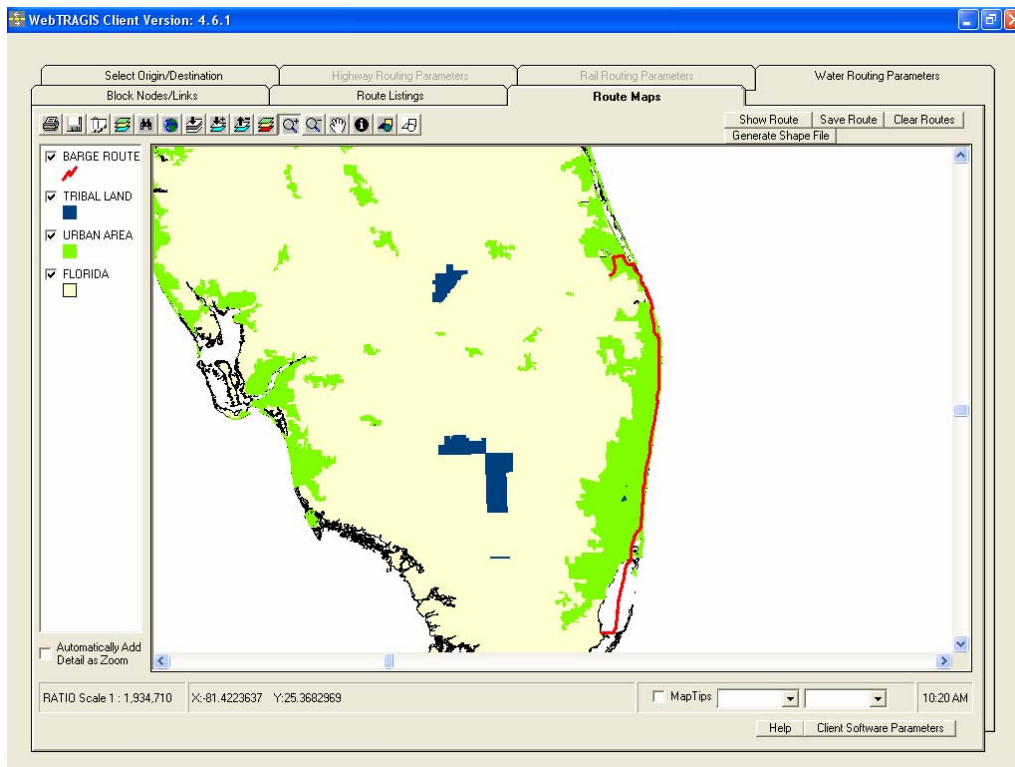 WebTRAGIS Client Version: 4.6.1
Select Origin/Destination
Highway Routing Parameters
Rail Routing Parameters
Water Routing Parameters
Block Nodes/Links
Route Listings
Route Maps
Show Route
Save Route
Clear Routes
Generate Shape File
BARGE ROUTE
TRIBAL LAND
URBAN AREA
FLORIDA
Automatically Add
Detail as Zoom
RATIO Scale 1 : 1,934,710
X:-81.4223637 Y:25.3682969
MapTips
10:20 AM
Help
Client Software Parameters